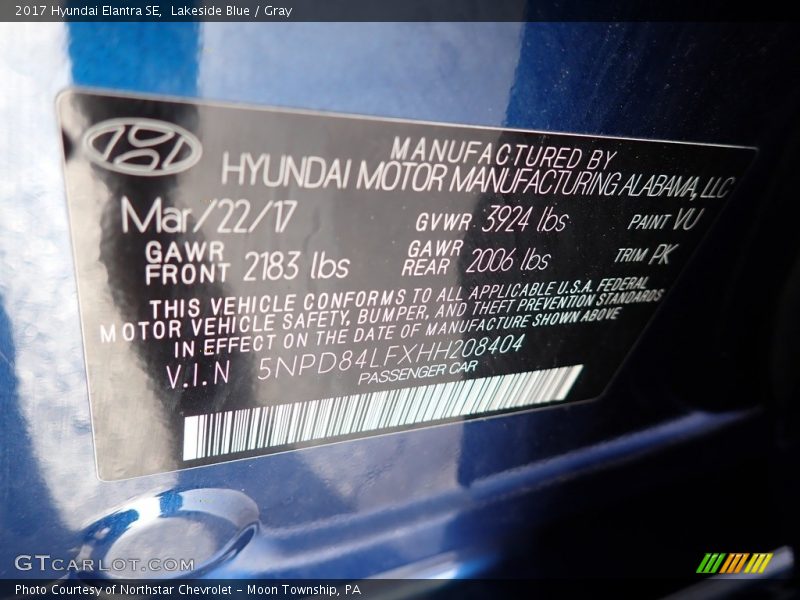 2017 Hyundai Elantra SE,  Lakeside Blue / Gray
MANUFACTURED BY
HYUNDAI MOTOR MANUFACTURING ALABAMA, LLC
Mar/22/17 GVWR 3924 lbs PAINT VU
GAWR FRONT 2183 lbs GAWR REAR 2006 lbs TRIM PK
THIS VEHICLE CONFORMS TO ALL APPLICABLE U.S.A. FEDERAL
MOTOR VEHICLE SAFETY, BUMPER, AND THEFT PREVENTION STANDARDS
IN EFFECT ON THE DATE OF MANUFACTURE SHOWN ABOVE
V.I.N 5NPD84LFXHH208404
PASSENGER CAR
GTCARLOT.COM
Photo Courtesy of Northstar Chevrolet - Moon Township, PA